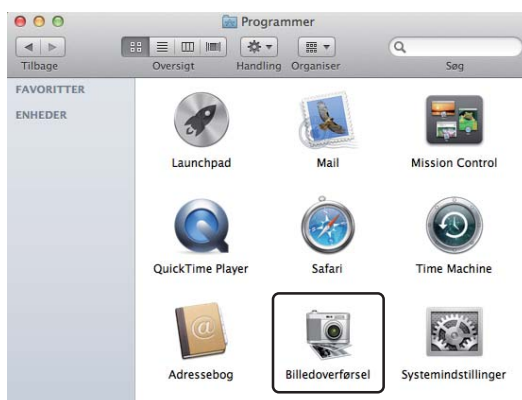 Programmer
Tilbage Oversigt Handling Organiser Søg
FAVORITTER
ENHEDER
Launchpad Mail Mission Control
QuickTime Player Safari Time Machine
@
Adressebog Billedoverførsel Systemindstillinger